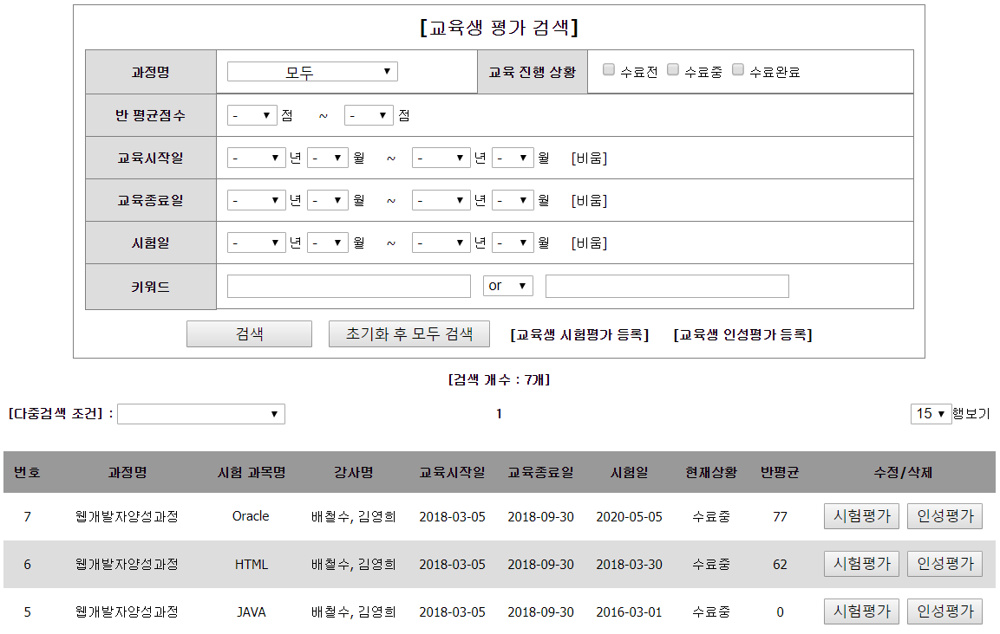 [교육생 평가 검색]
과정명 모두 교육 진행 상황 수료전 수료중 수료완료
반 평균점수 - 점 ~ - 점
교육시작일 - 년 - 월 ~ - 년 - 월 [비움]
교육종료일 - 년 - 월 ~ - 년 - 월 [비움]
시험일 - 년 - 월 ~ - 년 - 월 [비움]
키워드 or
검색 초기화 후 모두 검색 [교육생 시험평가 등록] [교육생 인성평가 등록]
[검색 개수 : 7개]
[다중검색 조건] : 1 15 행보기
번호 과정명 시험 과목명 강사명 교육시작일 교육종료일 시험일 현재상황 반평균 수정/삭제
7 웹개발자양성과정 Oracle 배철수, 김영희 2018-03-05 2018-09-30 2020-05-05 수료중 77 시험평가 인성평가
6 웹개발자양성과정 HTML 배철수, 김영희 2018-03-05 2018-09-30 2018-03-30 수료중 62 시험평가 인성평가
5 웹개발자양성과정 JAVA 배철수, 김영희 2018-03-05 2018-09-30 2016-03-01 수료중 0 시험평가 인성평가